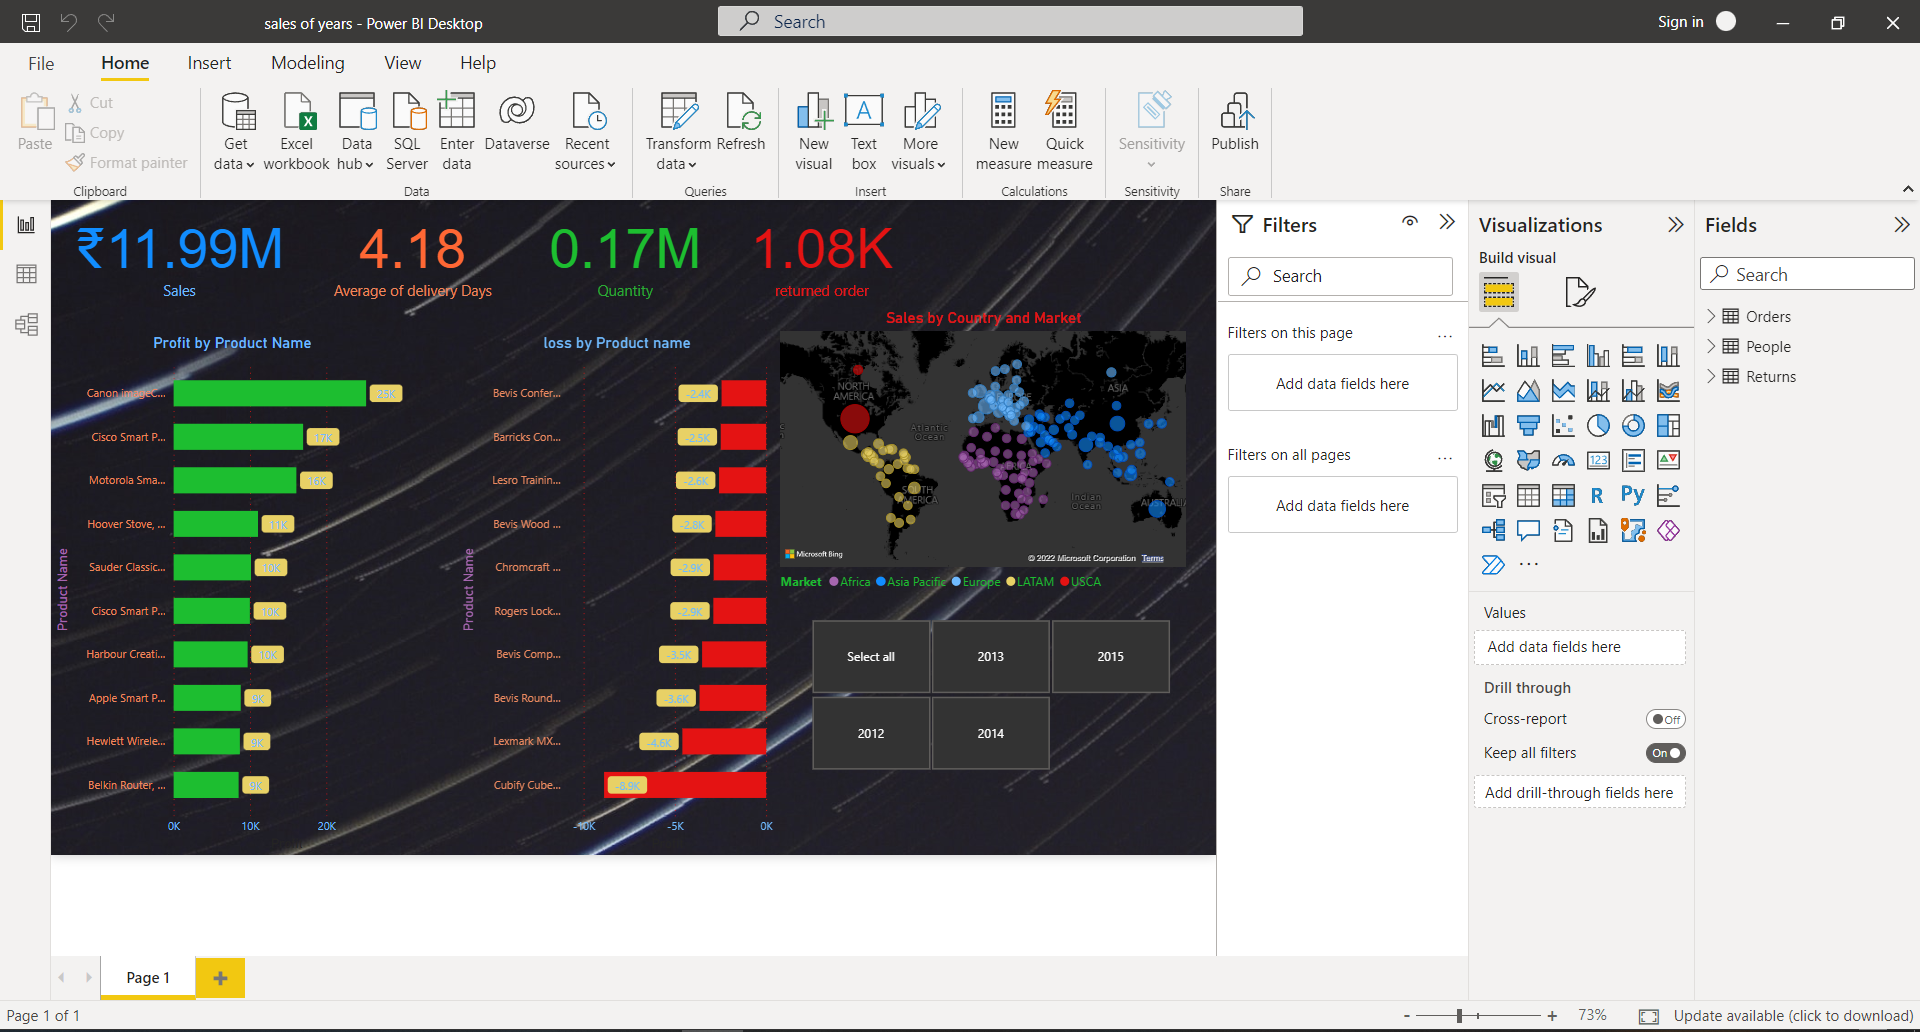 sales of years - Power BI Desktop
Search
Sign in
File
Home
Insert
Modeling
View
Help
Paste
Cut
Copy
Format painter
Clipboard
Get data
Excel workbook
Data hub
SQL Server
Enter data
Dataverse
Recent sources
Data
Transform data
Refresh
Queries
New visual
Text box
More visuals
Insert
New measure
Quick measure
Calculations
Sensitivity
Sensitivity
Publish
Share
₹11.99M
Sales
4.18
Average of delivery Days
0.17M
Quantity
1.08K
returned order
Profit by Product Name
Product Name
Canon imageC... 25K
Cisco Smart P... 17K
Motorola Sma... 16K
Hoover Stove, ... 11K
Sauder Classic... 10K
Cisco Smart P... 10K
Harbour Creati... 10K
Apple Smart P... 9K
Hewlett Wirele... 9K
Belkin Router, ... 9K
0K 10K 20K
loss by Product name
Product Name
Bevis Confer... -2.4K
Barricks Con... -2.5K
Lesro Trainin... -2.6K
Bevis Wood ... -2.8K
Chromcraft ... -2.9K
Rogers Lock... -2.9K
Bevis Comp... -3.5K
Bevis Round... -3.6K
Lexmark MX... -4.6K
Cubify Cube... -8.9K
-10K -5K 0K
Sales by Country and Market
NORTH AMERICA
ASIA
Atlantic Ocean
AFRICA
SOUTH AMERICA
Indian Ocean
AUSTRALIA
Microsoft Bing
© 2022 Microsoft Corporation Terms
Market Africa Asia Pacific Europe LATAM USCA
Select all 2013 2015
2012 2014
Filters
Search
Filters on this page ...
Add data fields here
Filters on all pages ...
Add data fields here
Visualizations
Build visual
123
R
Py
...
Values
Add data fields here
Drill through
Cross-report Off
Keep all filters On
Add drill-through fields here
Fields
Search
Orders
People
Returns
Page 1
+
Page 1 of 1
- + 73%
Update available (click to download)